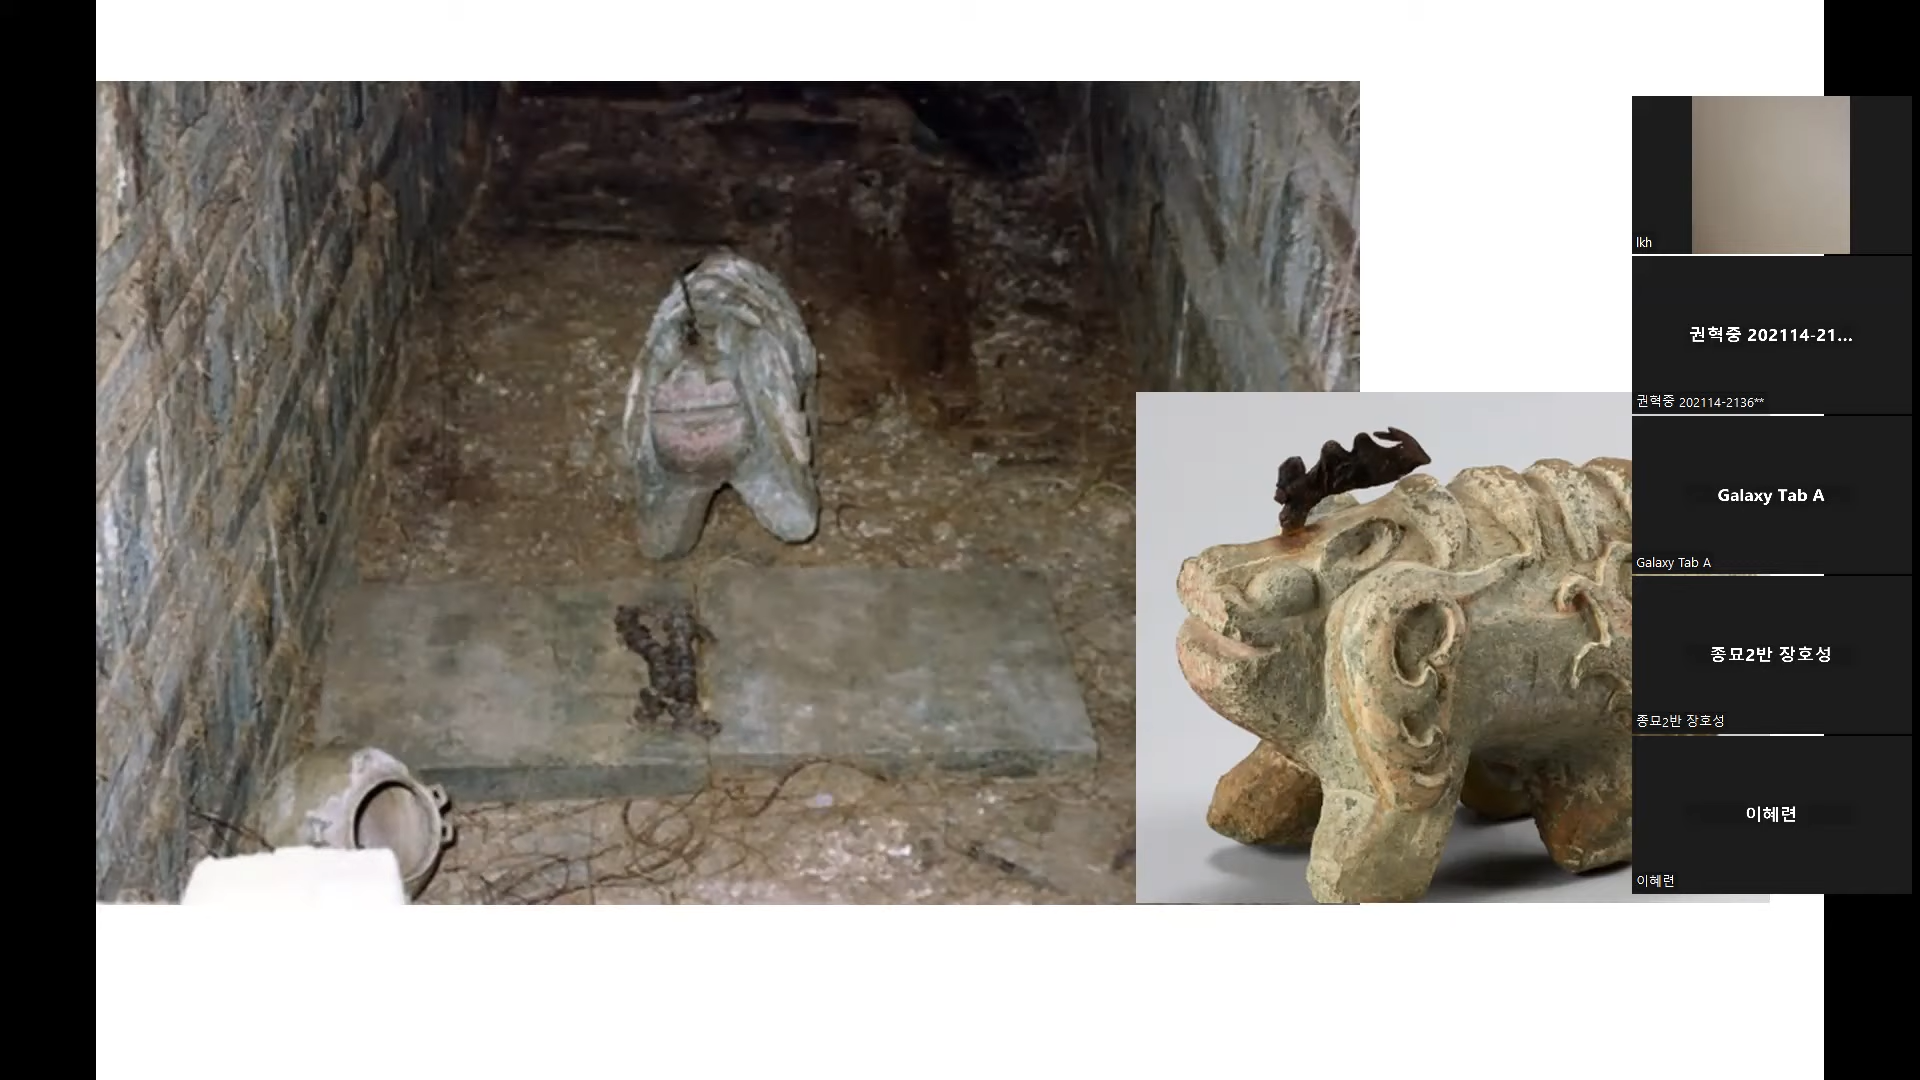 lkh
권혁중 202114-21...
권혁중 202114-2136**
Galaxy Tab A
Galaxy Tab A
종묘2반 장호성
종묘2반 장호성
이혜련
이혜련